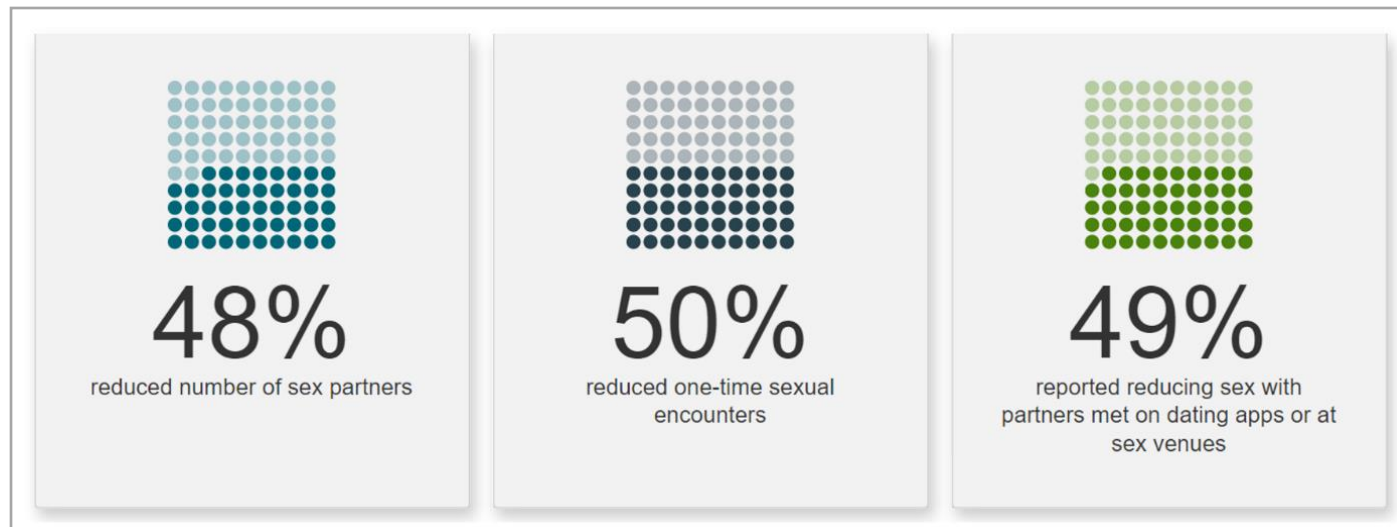 48%
reduced number of sex partners
50%
reduced one-time sexual
encounters
49%
reported reducing sex with
partners met on dating apps or at
sex venues